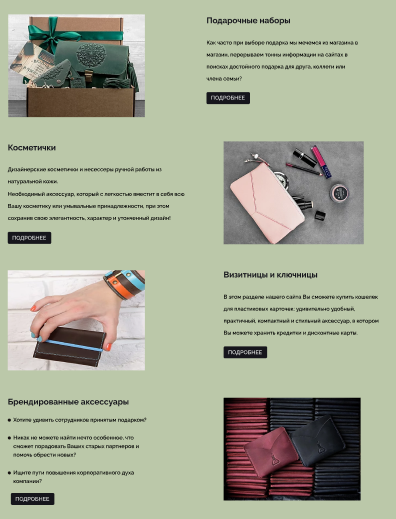 Подарочные наборы
Как часто при выборе подарка мы мечемся из магазина в
магазин, перерываем тонны информации на сайтах в
поисках достойного подарка для друга, коллеги или
члена семьи?
ПОДРОБНЕЕ
Косметички
Дизайнерские косметички и несессеры ручной работы из
натуральной кожи.
Необходимый аксессуар, который с легкостью вместит в себя всю
Вашу косметику или умывальные принадлежности, при этом
сохранив свою элегантность, характер и утонченный дизайн!
ПОДРОБНЕЕ
Визитницы и ключницы
В этом разделе нашего сайта Вы сможете купить кошелек
для пластиковых карточек: удивительно удобный,
практичный, компактный и стильный аксессуар, в котором
Вы можете хранить кредитки и дисконтные карты.
ПОДРОБНЕЕ
Брендированные аксессуары
Хотите удивить сотрудников приятным подарком?
Никак не можете найти нечто особенное, что
сможет порадовать Ваших старых партнеров и
помочь обрести новых?
Ищите пути повышения корпоративного духа
компании?
ПОДРОБНЕЕ